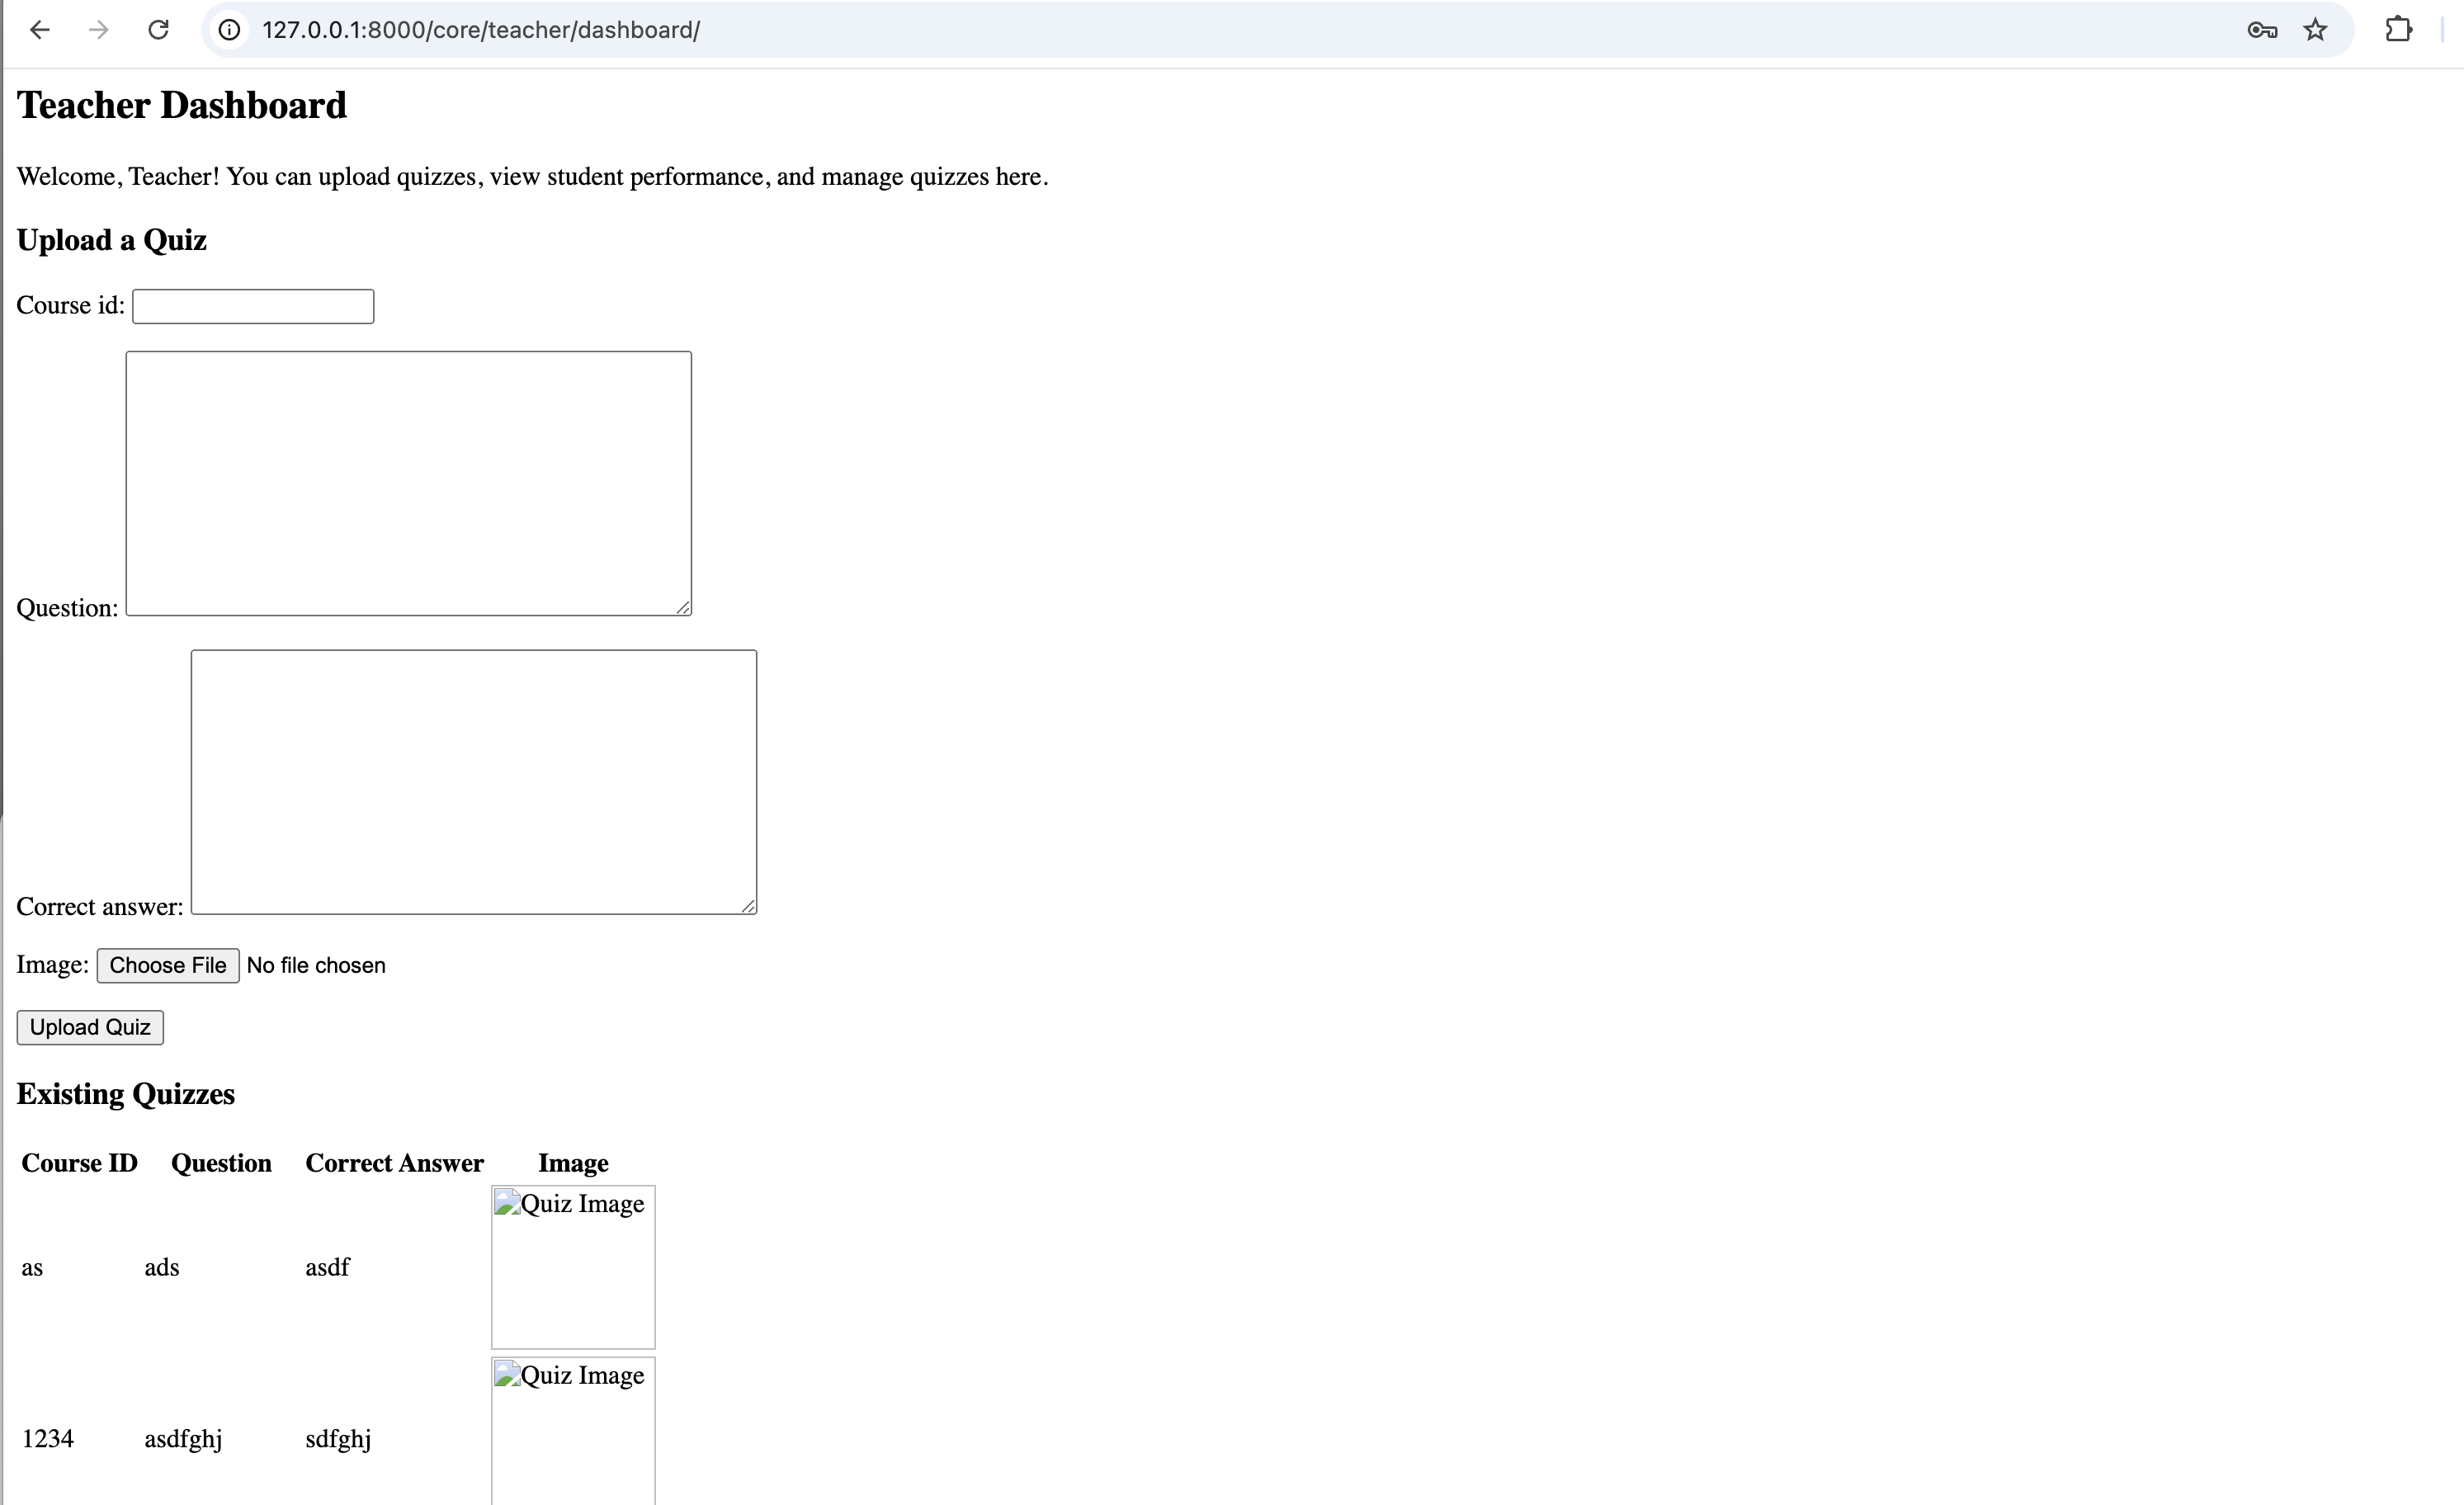 127.0.0.1:8000/core/teacher/dashboard/
Teacher Dashboard
Welcome, Teacher! You can upload quizzes, view student performance, and manage quizzes here.
Upload a Quiz
Course id:
Question:
Correct answer:
Image: Choose File No file chosen
Upload Quiz
Existing Quizzes
Course ID Question Correct Answer Image
as ads asdf Quiz Image
1234 asdfghj sdfghj Quiz Image